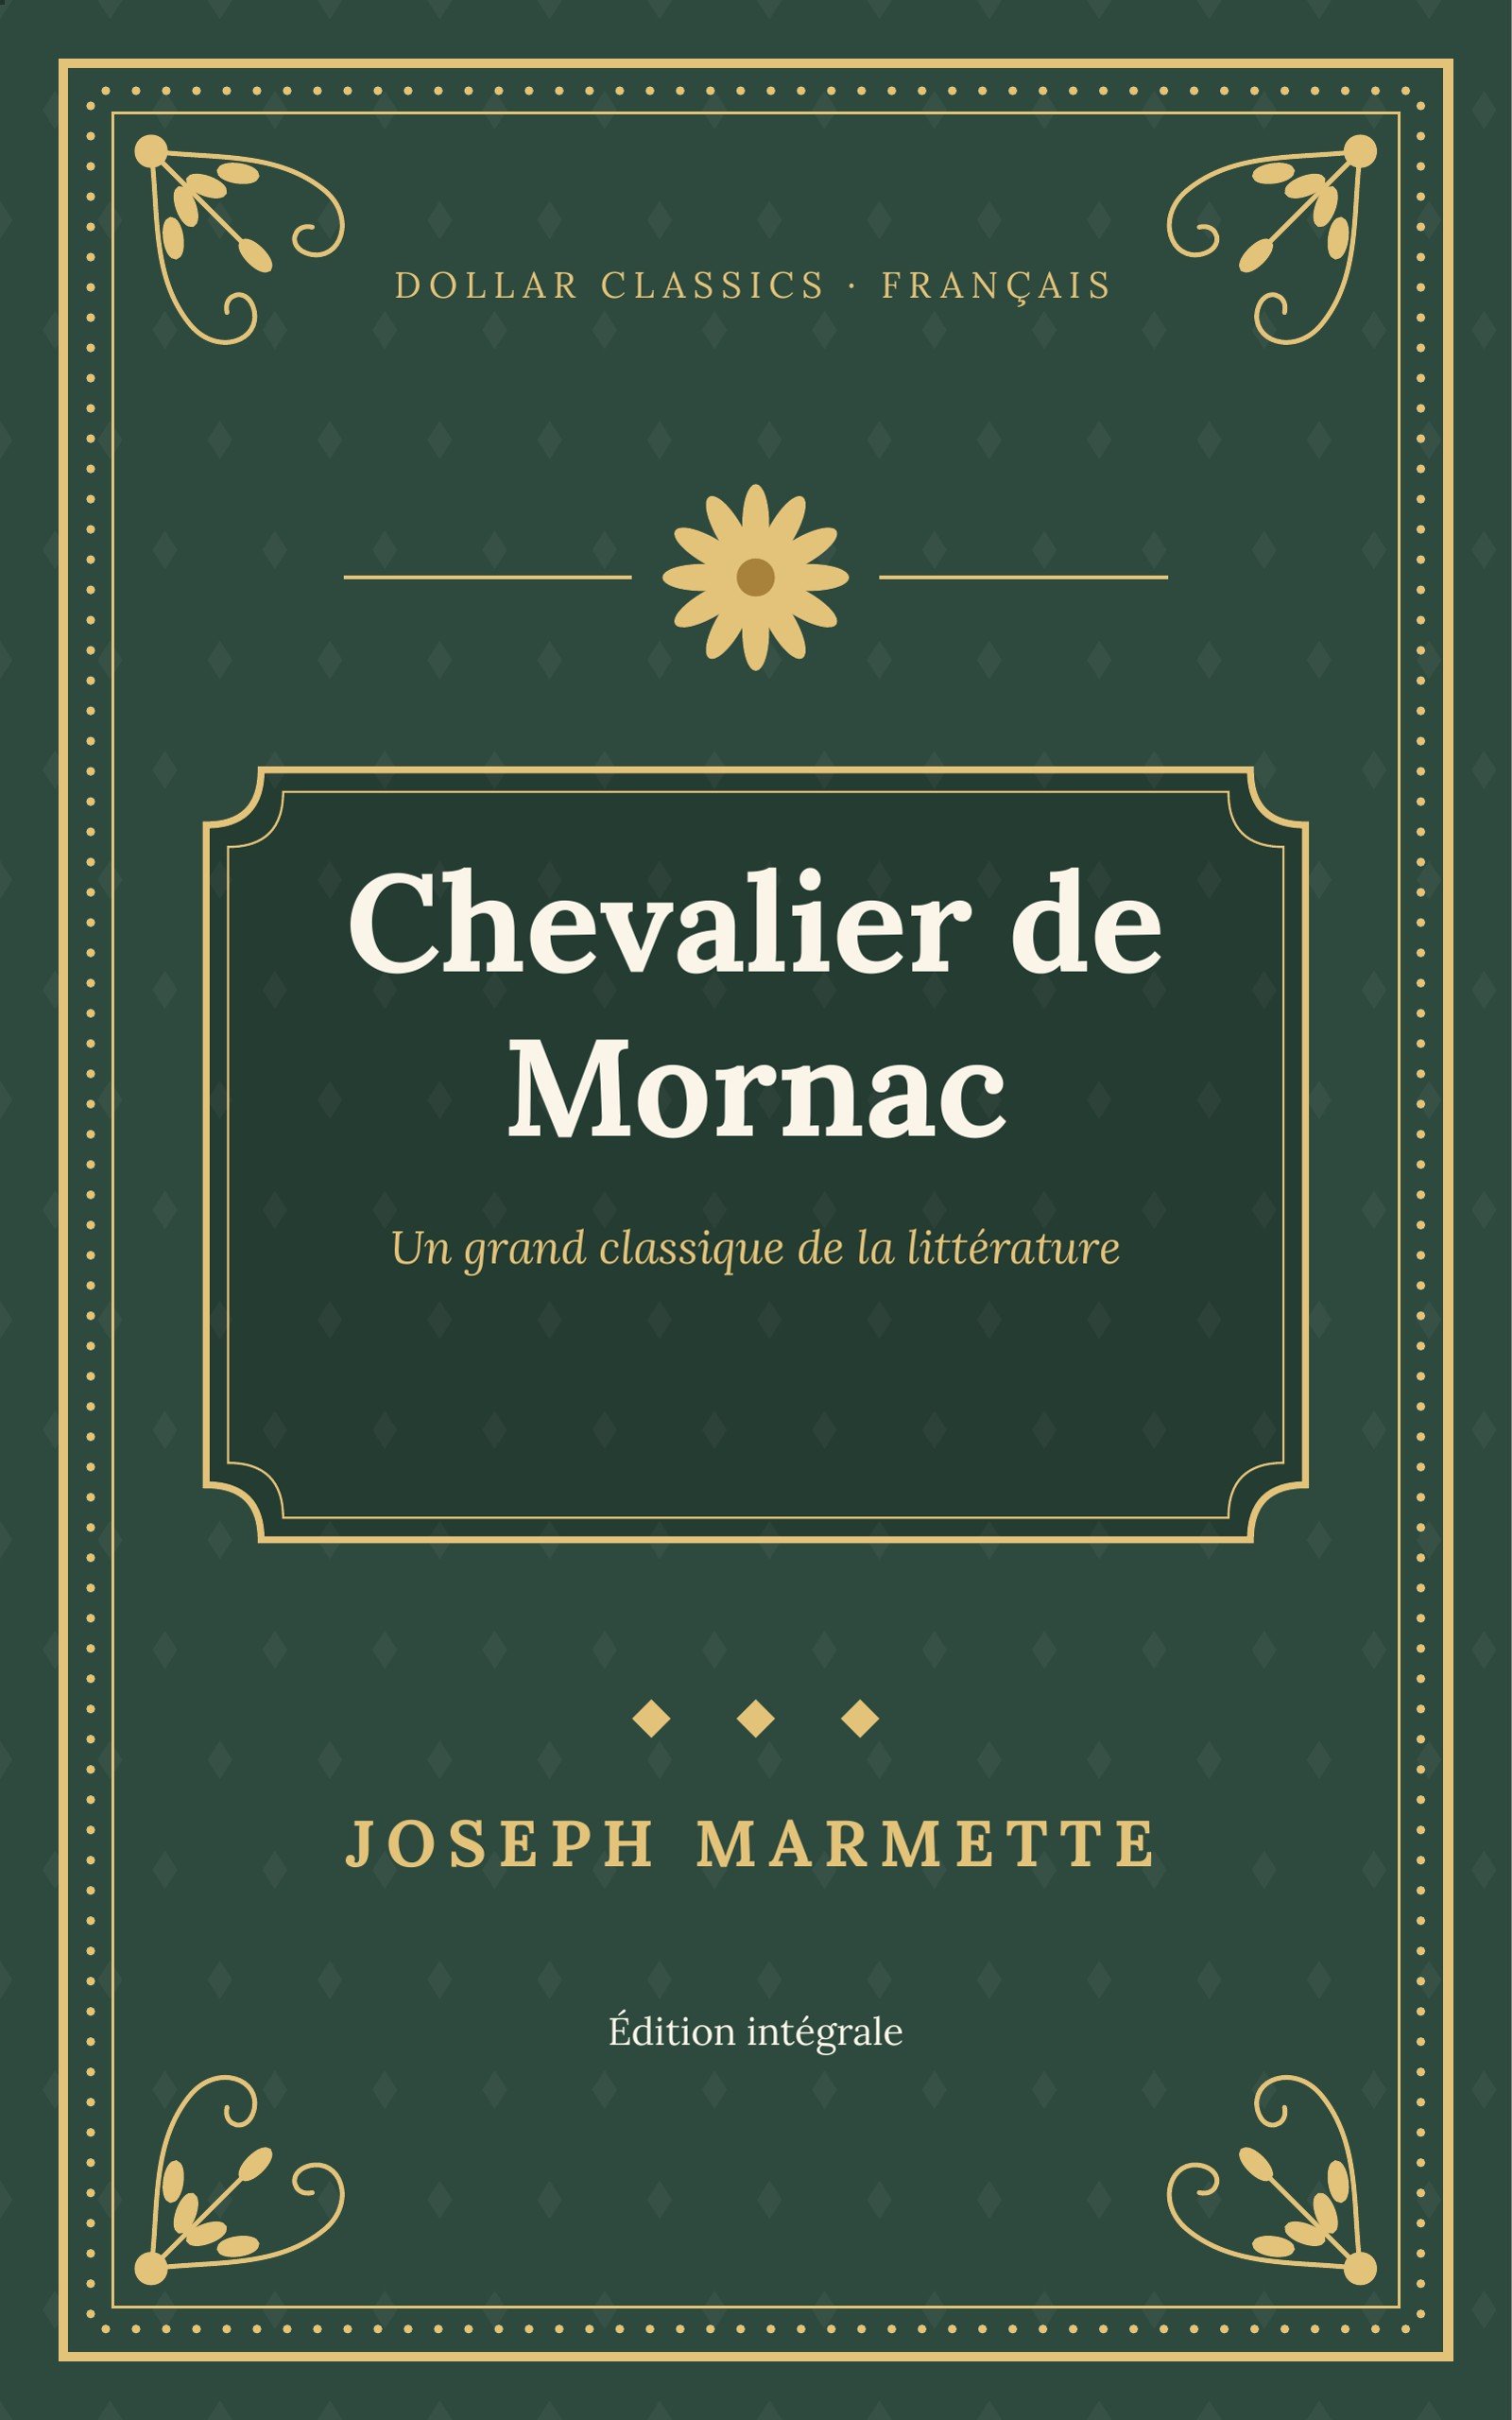 DOLLAR CLASSICS · FRANÇAIS
Chevalier de
Mornac
Un grand classique de la littérature
JOSEPH MARMETTE
Édition intégrale